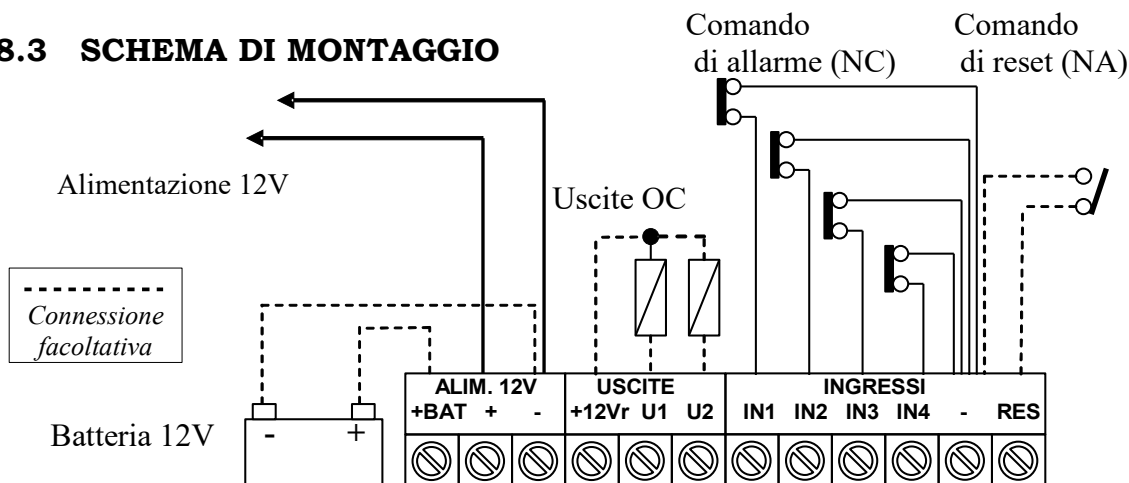 8.3 SCHEMA DI MONTAGGIO
Comando
di allarme (NC)
Comando
di reset (NA)
Alimentazione 12V
Uscite OC
Connessione
facoltativa
Batteria 12V
- +
ALIM. 12V
+BAT + -
USCITE
+12Vr U1 U2
INGRESSI
IN1 IN2 IN3 IN4 - RES